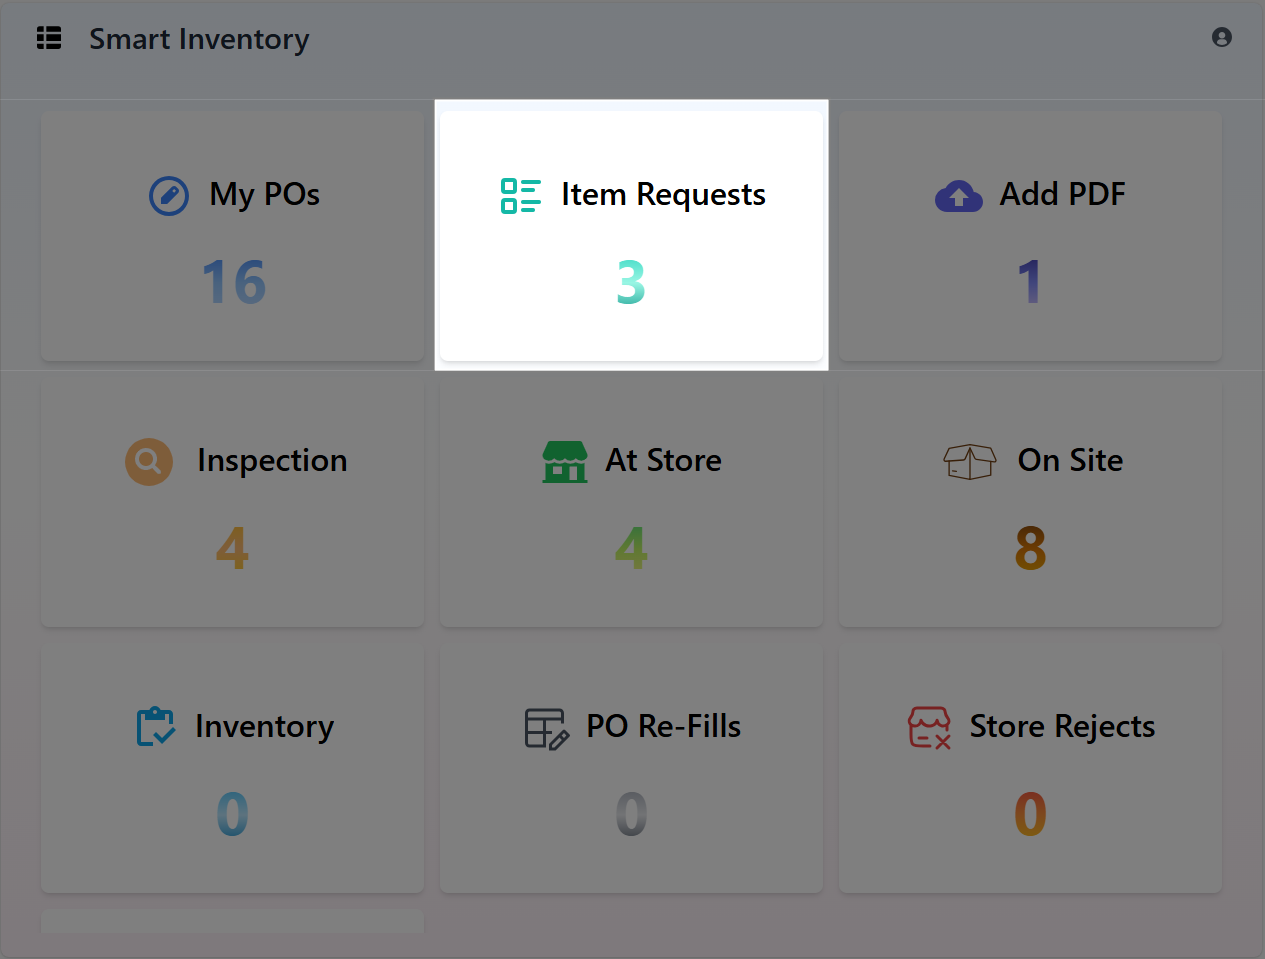 Smart Inventory
My POs
16
Item Requests
3
Add PDF
1
Inspection
4
At Store
4
On Site
8
Inventory
0
PO Re-Fills
0
Store Rejects
0